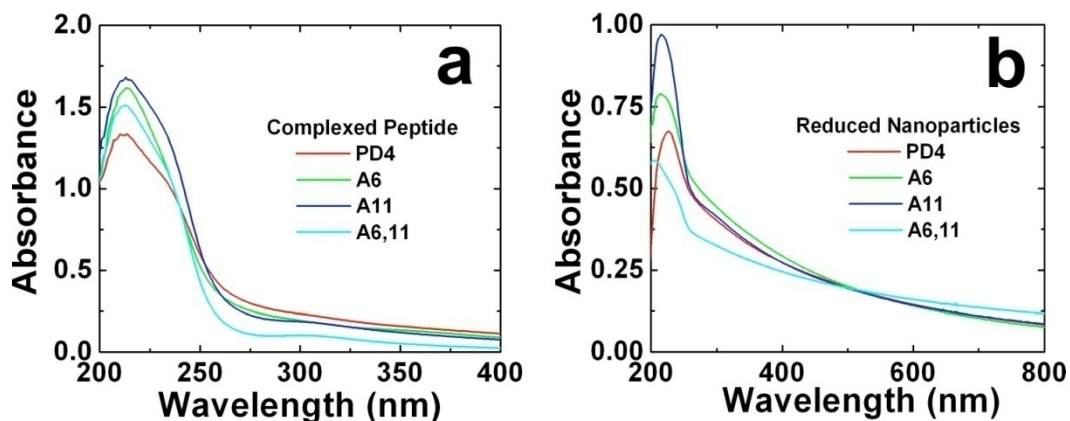 a
2.0
1.5
1.0
0.5
0.0
200 250 300 350 400
Absorbance
Wavelength (nm)
Complexed Peptide
PD4
A6
A11
A6,11
b
1.00
0.75
0.50
0.25
0.00
200 400 600 800
Absorbance
Wavelength (nm)
Reduced Nanoparticles
PD4
A6
A11
A6,11